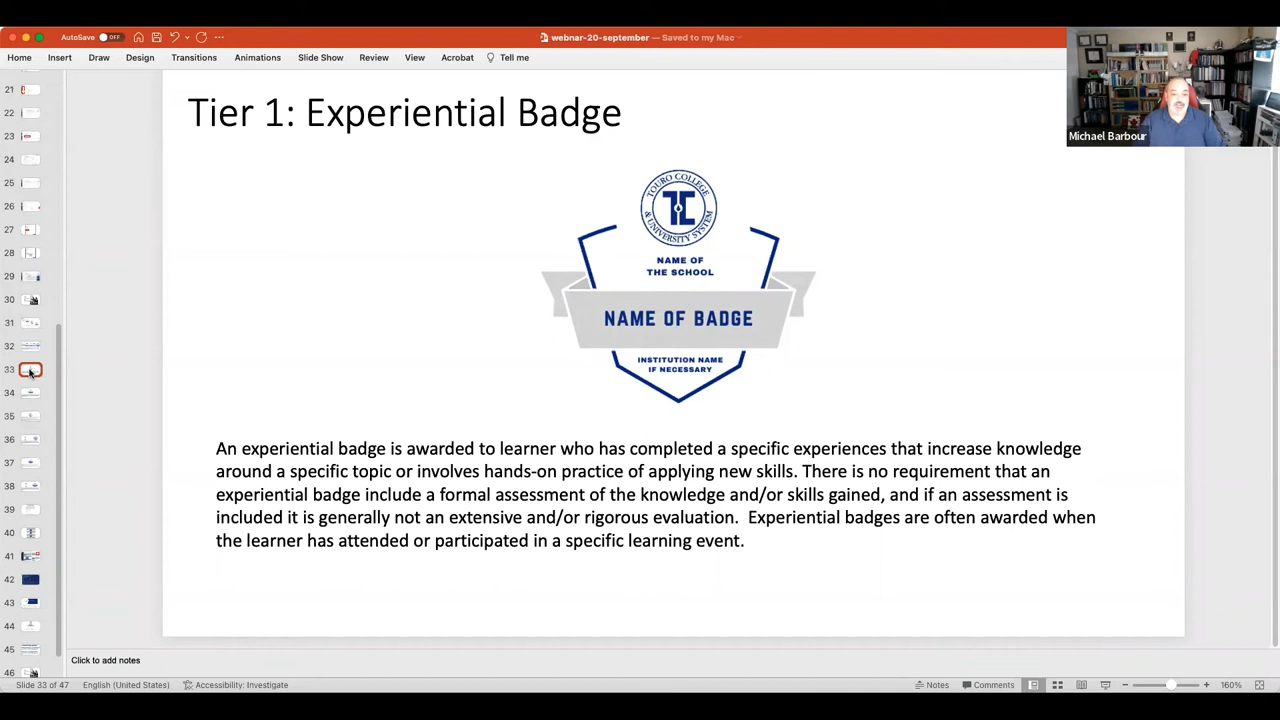 AutoSave OFF
webnar-20-september — Saved to my Mac
Home Insert Draw Design Transitions Animations Slide Show Review View Acrobat Tell me
Michael Barbour
21
22
23
24
25
26
27
28
29
30
31
32
33
34
35
36
37
38
39
40
41
42
43
44
45
46
Tier 1: Experiential Badge
TOURO COLLEGE
& UNIVERSITY SYSTEM
NAME OF
THE SCHOOL
NAME OF BADGE
INSTITUTION NAME
IF NECESSARY
An experiential badge is awarded to learner who has completed a specific experiences that increase knowledge
around a specific topic or involves hands-on practice of applying new skills. There is no requirement that an
experiential badge include a formal assessment of the knowledge and/or skills gained, and if an assessment is
included it is generally not an extensive and/or rigorous evaluation. Experiential badges are often awarded when
the learner has attended or participated in a specific learning event.
Click to add notes
Slide 33 of 47 English (United States) Accessibility: Investigate Notes Comments 160%